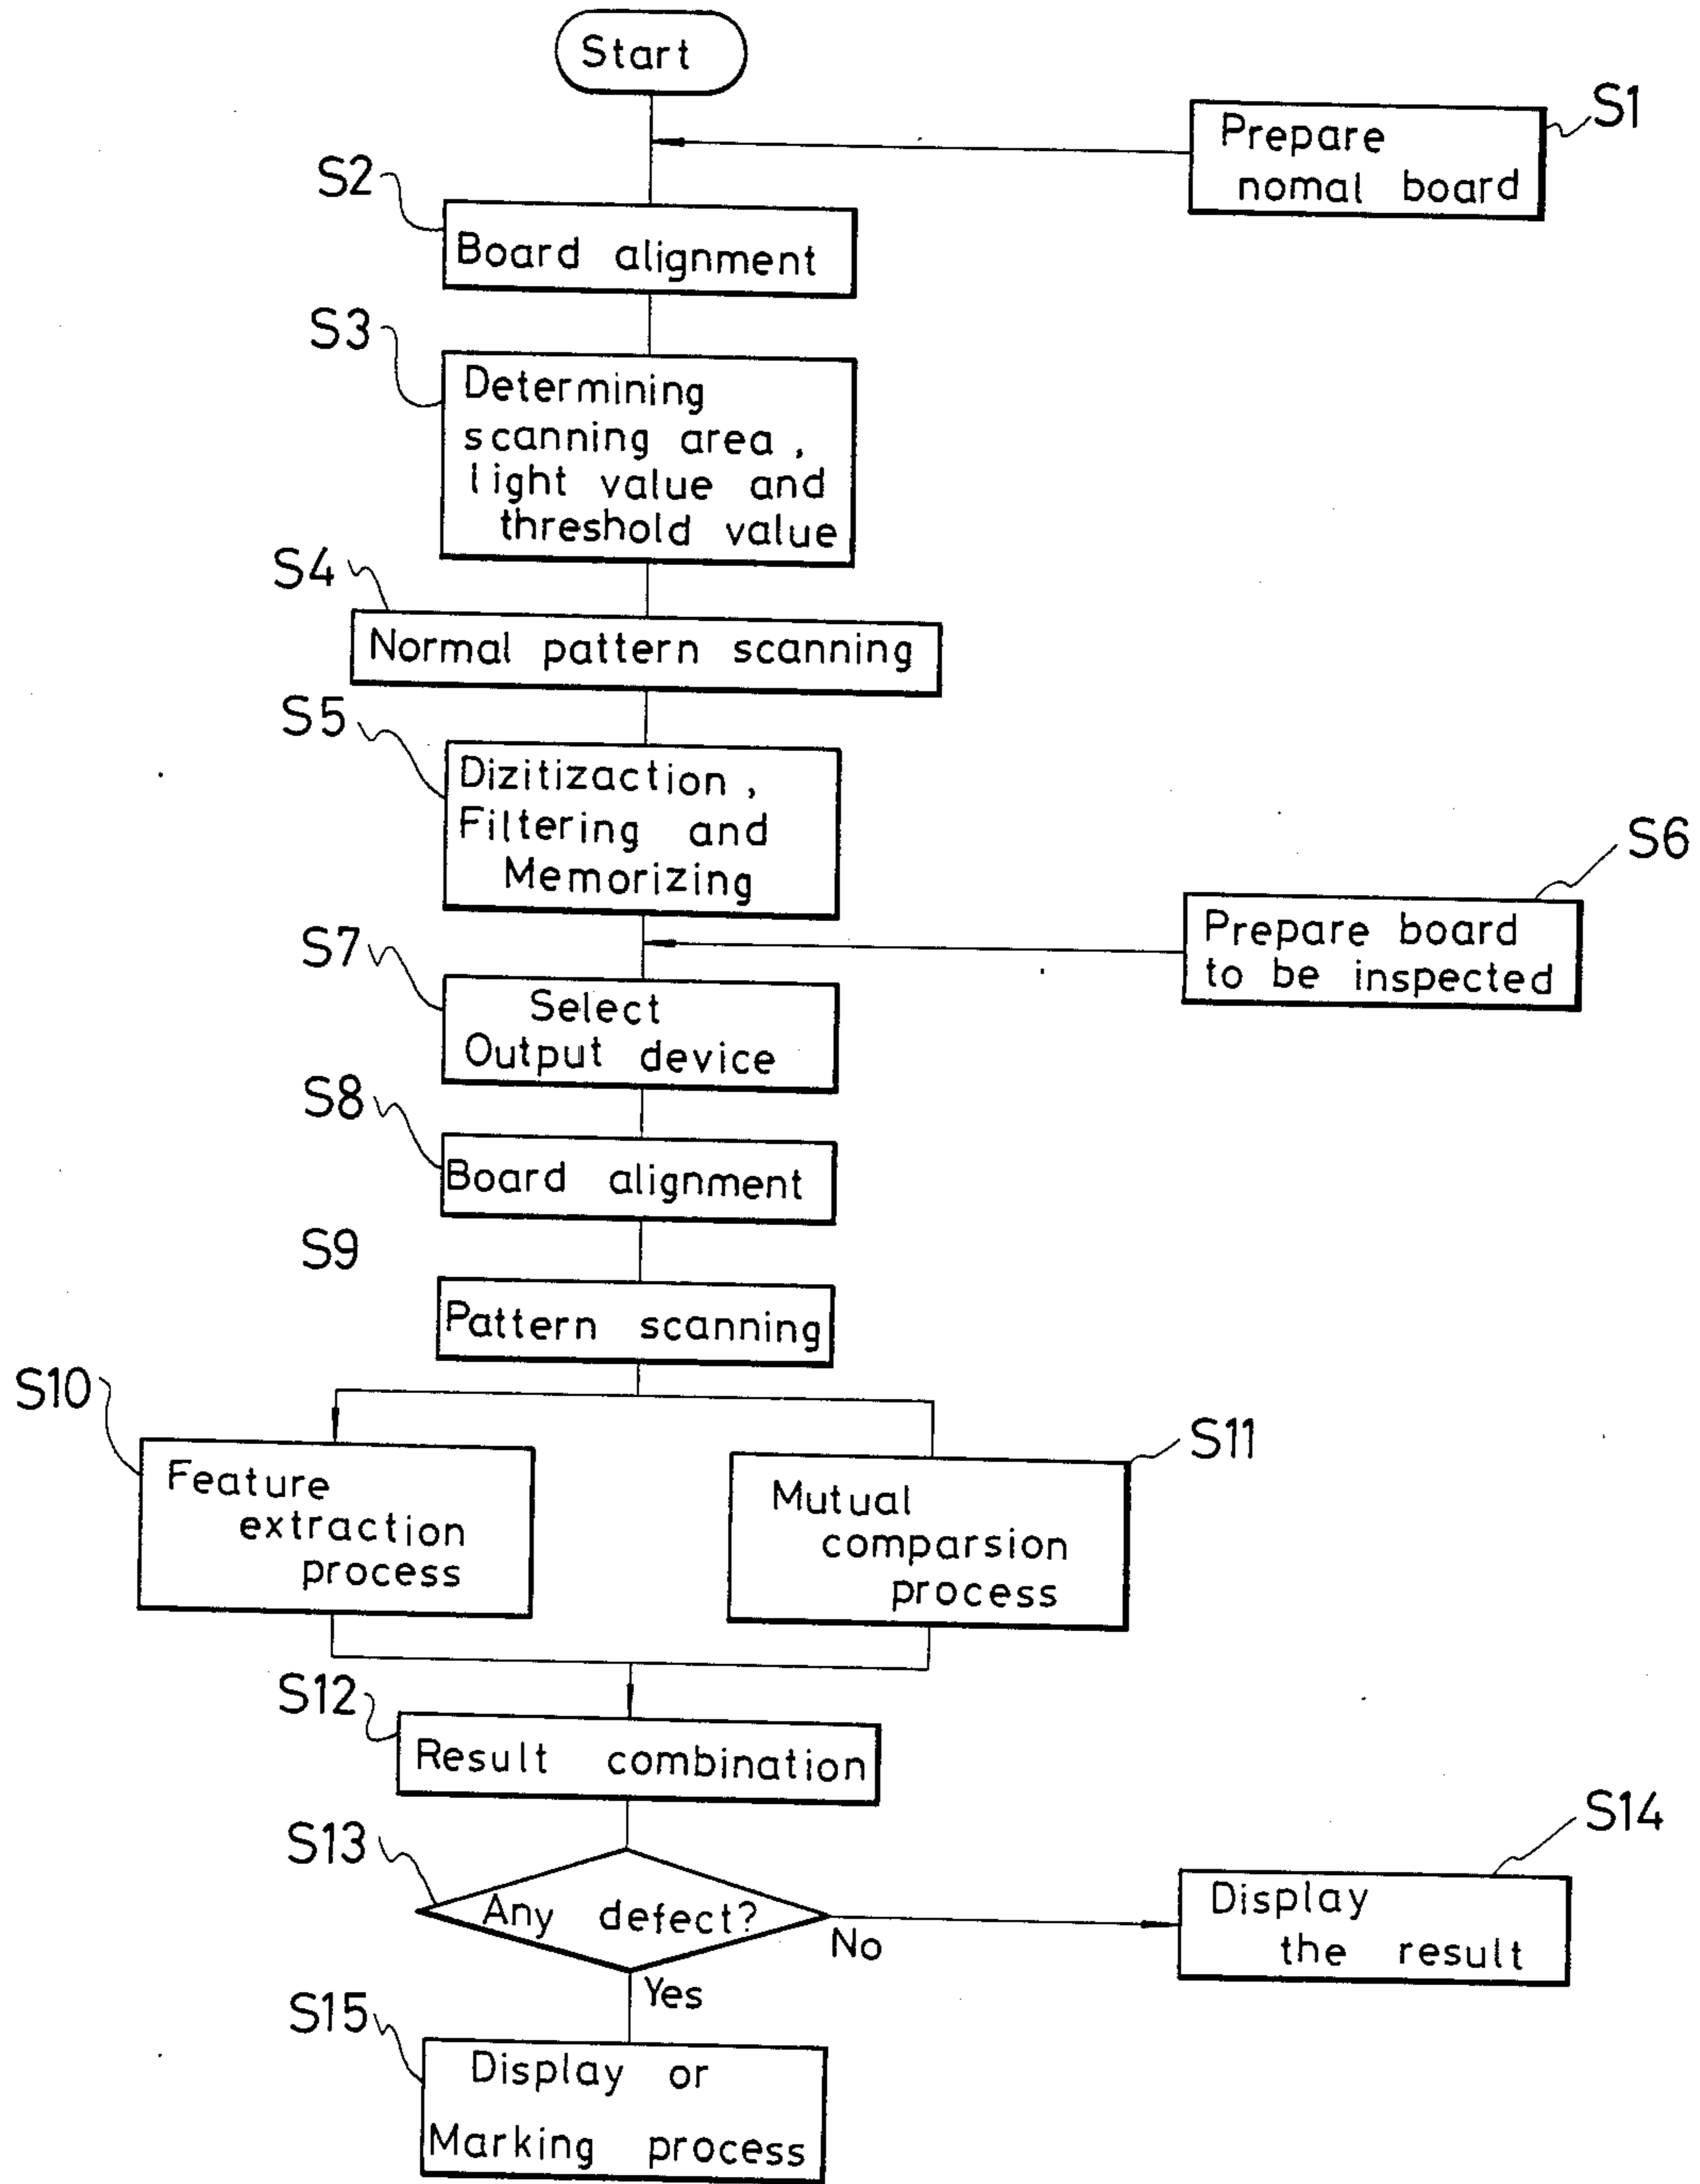 Start
S1
Prepare
nomal board
S2
Board alignment
S3
Determining
scanning area,
light value and
threshold value
S4
Normal pattern scanning
S5
Dizitizaction,
Filtering and
Memorizing
S6
Prepare board
to be inspected
S7
Select
Output device
S8
Board alignment
S9
Pattern scanning
S10
Feature
extraction
process
S11
Mutual
comparsion
process
S12
Result combination
S13
Any defect?
No
S14
Display
the result
Yes
S15
Display or
Marking process